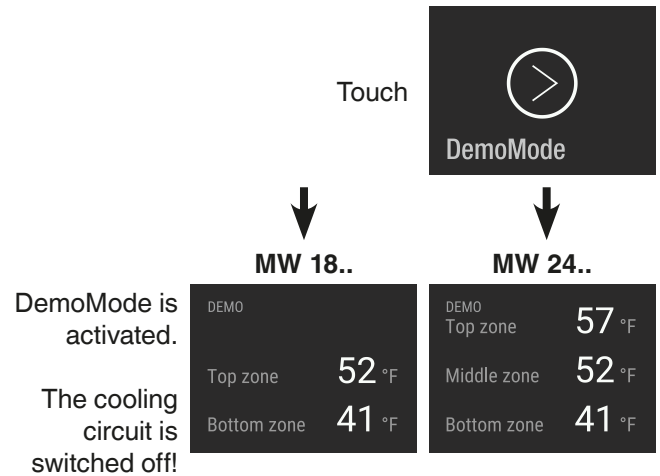 Touch
DemoMode
MW 18..
MW 24..
DemoMode is
activated.
The cooling
circuit is
switched off!
DEMO
Top zone 52 °F
Bottom zone 41 °F
DEMO
Top zone 57 °F
Middle zone 52 °F
Bottom zone 41 °F